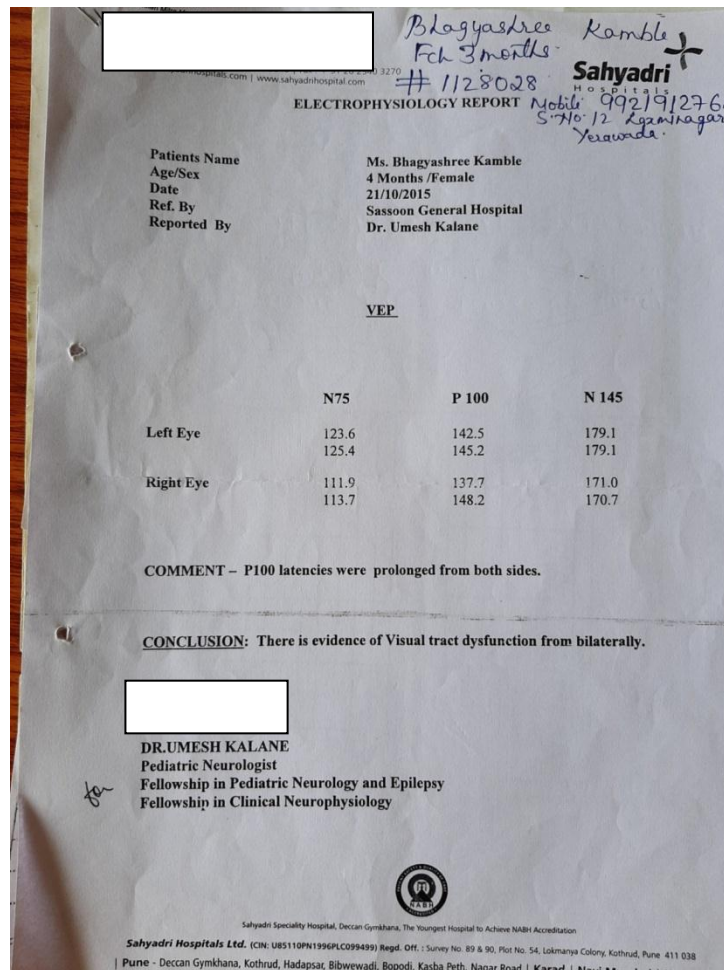 Bhagyashree Kamble
Fch 3 months.
# 1128028
3270
hospitals.com | www.sahyadrihospital.com
Sahyadri
Hospitals
ELECTROPHYSIOLOGY REPORT
Mobile 992191276
S.No. 12 Laxminagar
Yerawada.
Patients Name Ms. Bhagyashree Kamble
Age/Sex 4 Months /Female
Date 21/10/2015
Ref. By Sassoon General Hospital
Reported By Dr. Umesh Kalane
VEP
N75 P 100 N 145
Left Eye 123.6 142.5 179.1
125.4 145.2 179.1
Right Eye 111.9 137.7 171.0
113.7 148.2 170.7
COMMENT – P100 latencies were prolonged from both sides.
CONCLUSION: There is evidence of Visual tract dysfunction from bilaterally.
DR.UMESH KALANE
Pediatric Neurologist
for
Fellowship in Pediatric Neurology and Epilepsy
Fellowship in Clinical Neurophysiology
NABH
Sahyadri Speciality Hospital, Deccan Gymkhana, The Youngest Hospital to Achieve NABH Accreditation
Sahyadri Hospitals Ltd. (CIN: U85110PN1996PLC099499) Regd. Off. : Survey No. 89 & 90, Plot No. 54, Lokmanya Colony, Kothrud, Pune 411 038
| Pune - Deccan Gymkhana, Kothrud, Hadapsar, Bibwewadi, Bopodi, Kasba Peth, Nagar Road | Karad